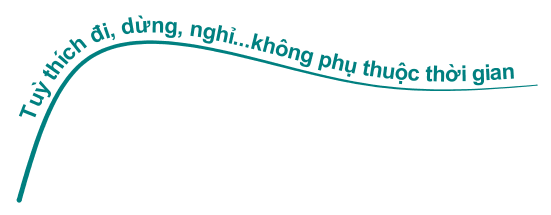 Tuỳ thích đi, dừng, nghỉ...không phụ thuộc thời gian